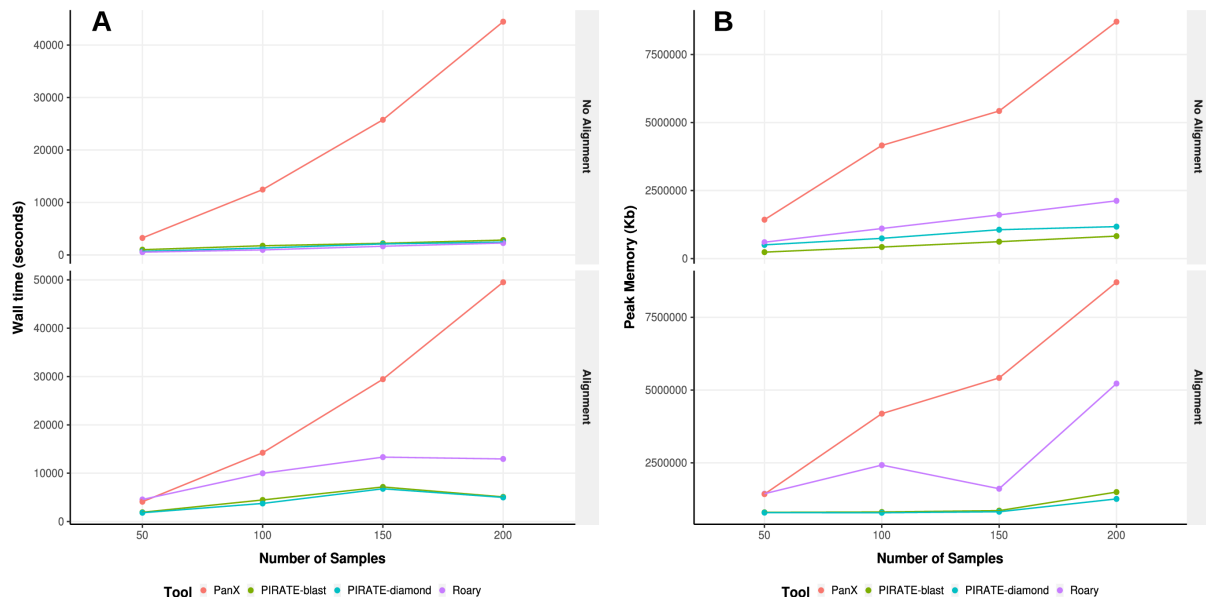 A
Wall time (seconds)
40000
30000
20000
10000
0
No Alignment
50000
40000
30000
20000
10000
0
Alignment
50 100 150 200
Number of Samples
Tool PanX PIRATE-blast PIRATE-diamond Roary
B
Peak Memory (Kb)
7500000
5000000
2500000
0
No Alignment
7500000
5000000
2500000
Alignment
50 100 150 200
Number of Samples
Tool PanX PIRATE-blast PIRATE-diamond Roary